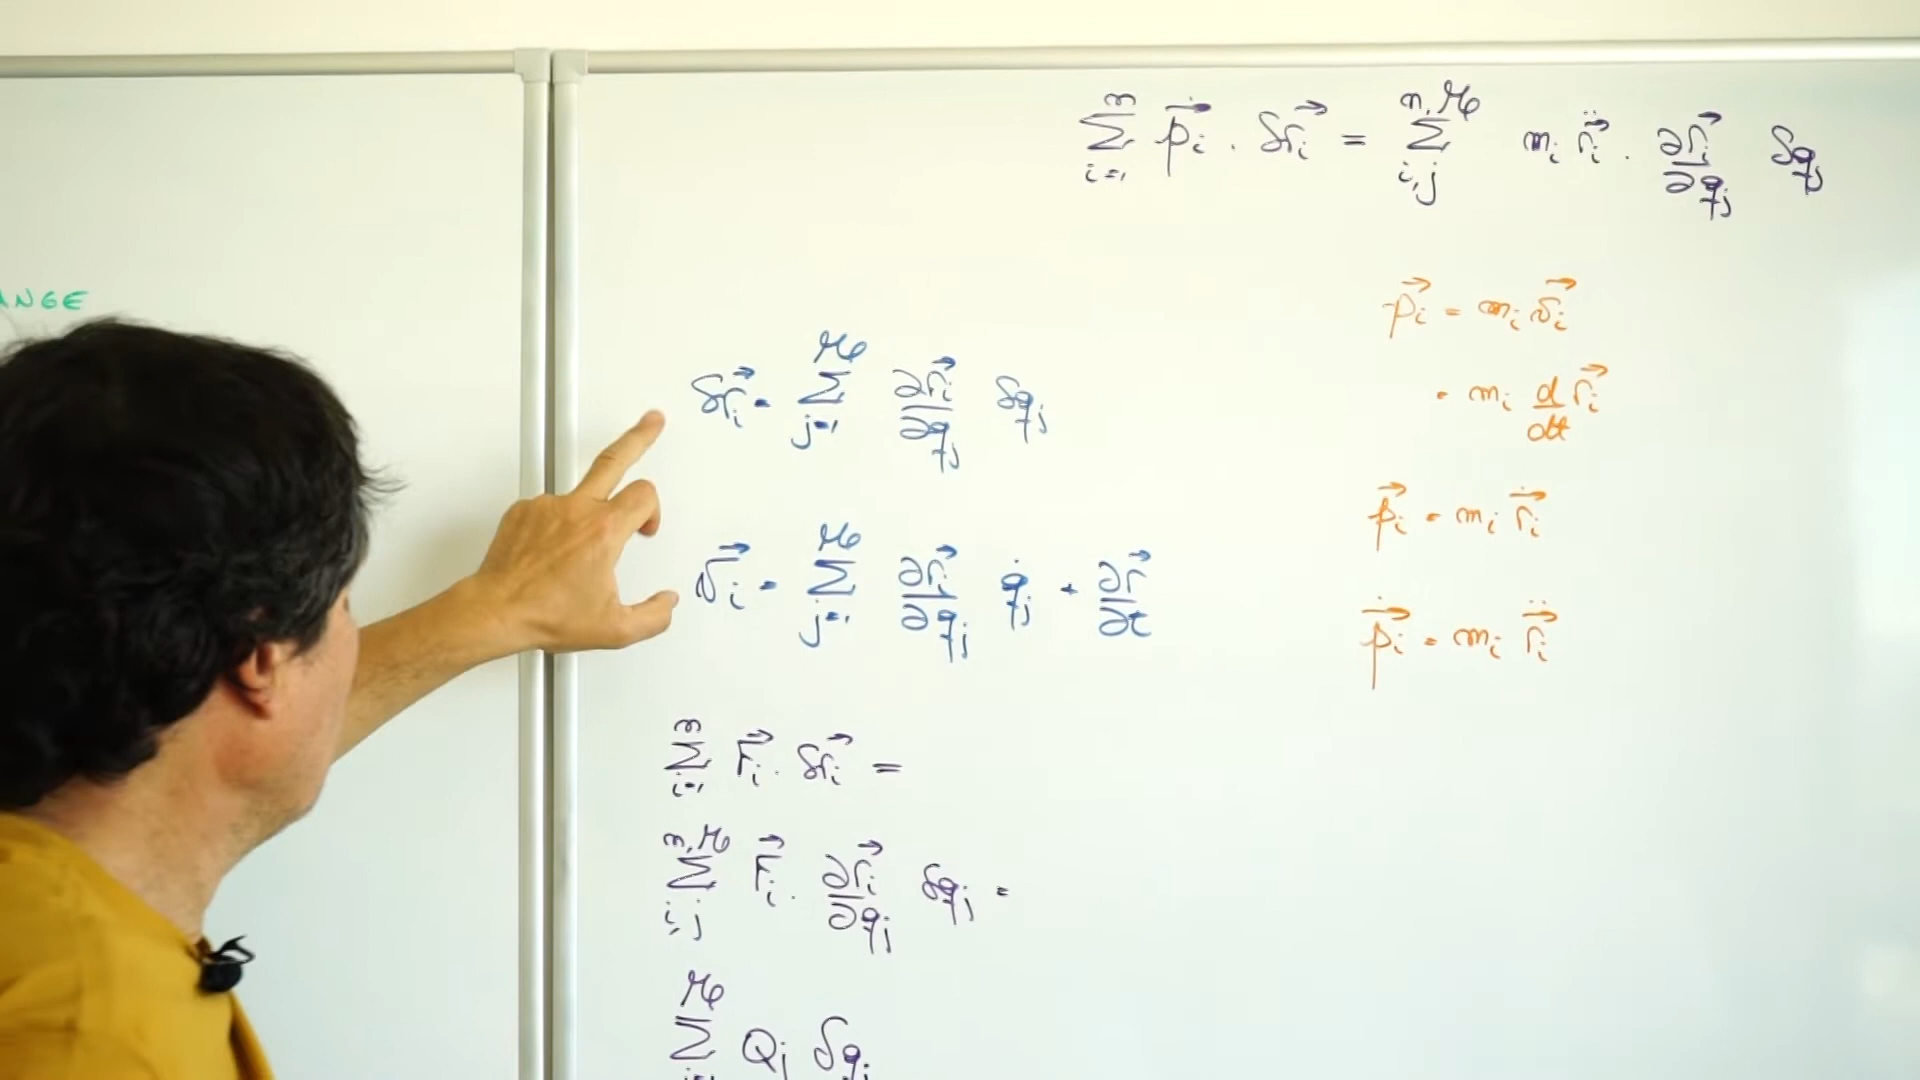 ANGE
∑_{i=1}^{n} ṗ⃗_i · δr⃗_i = ∑_{i,j}^{n,} m_i r̈⃗_i · ∂r⃗_i/∂q_j δq_j
p⃗_i = m_i v⃗_i
= m_i d/dt r⃗_i
p⃗_i = m_i ṙ⃗_i
ṗ⃗_i = m_i r̈⃗_i
δr⃗_i = ∑_{j=1} ∂r⃗_i/∂q_j δq_j
v⃗_i = ∑_{j=1} ∂r⃗_i/∂q_j q̇_j + ∂r⃗/∂t
∑_{i=1}^{n} F⃗_i · δr⃗_i =
∑_{i,j}^{n,} F⃗_i · ∂r⃗_i/∂q_j δq_j =
∑ Q_j δq_j